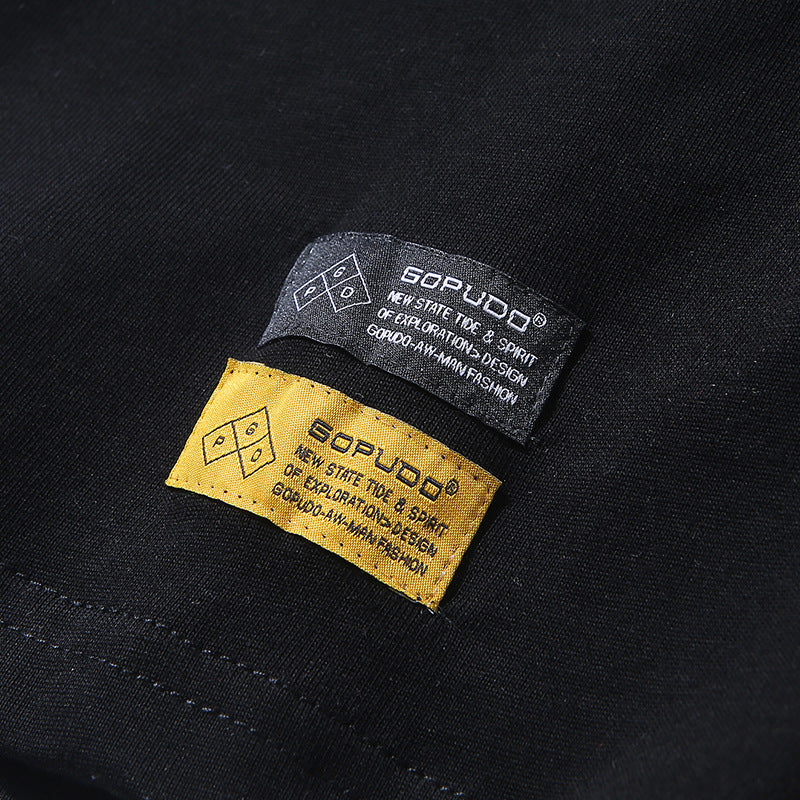 G
P D
GOPUDO®
NEW STATE TIDE & SPIRIT
OF EXPLORATION>DESIGN
GOPUDO-AW-MAN FASHION
G
P D
GOPUDO®
NEW STATE TIDE & SPIRIT
OF EXPLORATION>DESIGN
GOPUDO-AW-MAN FASHION